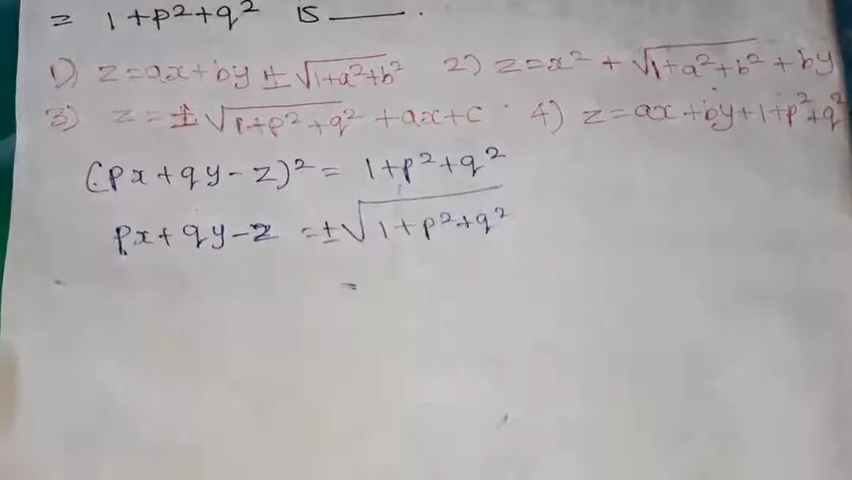 = 1+p²+q² is ____ .
1) z=ax+by ± √1+a²+b² 2) z=x² + √1+a²+b² + by
3) z = ± √1+p²+q² + ax+c 4) z=ax+by+1+p²+q²
(px+qy-z)² = 1+p²+q²
px+qy-z = ± √1+p²+q²
=